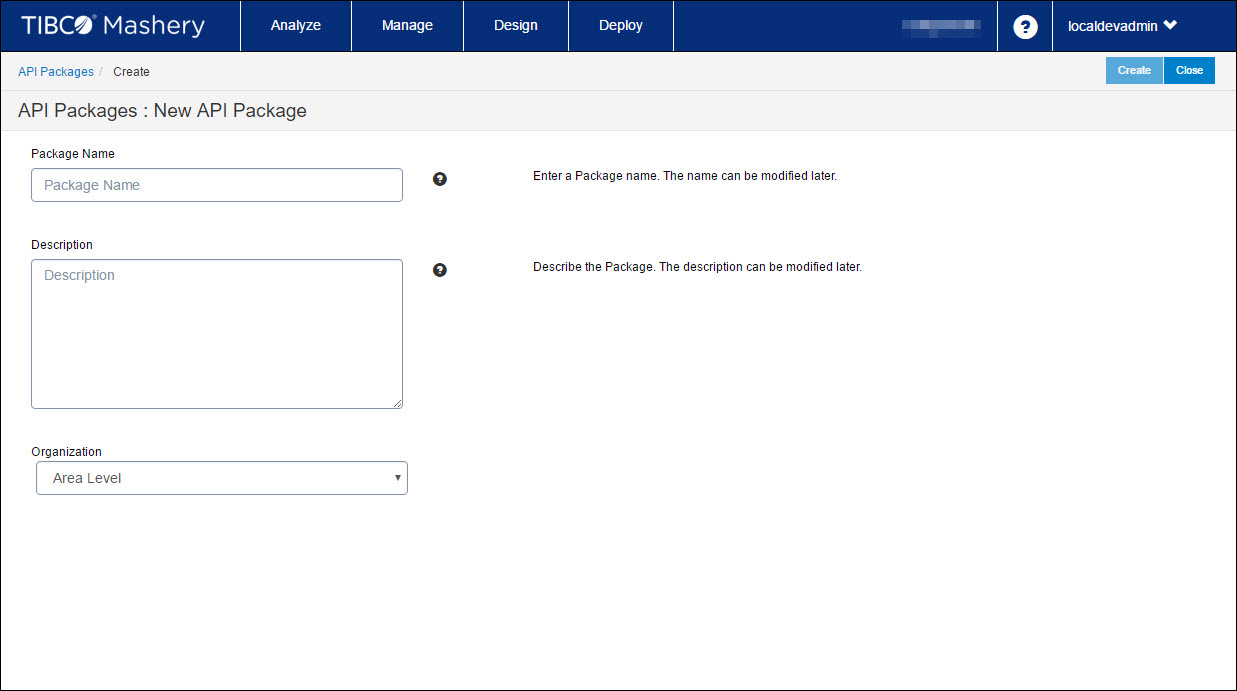 TIBCO® Mashery Analyze Manage Design Deploy ? localdevadmin
API Packages / Create Create Close
API Packages : New API Package
Package Name
Package Name ? Enter a Package name. The name can be modified later.
Description
Description ? Describe the Package. The description can be modified later.
Organization
Area Level